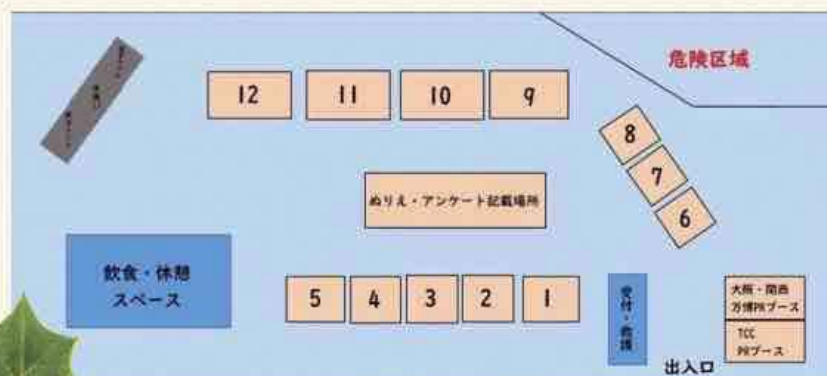 危険区域
12
11
10
9
8
7
6
ぬりえ・アンケート記載場所
飲食・休憩
スペース
5
4
3
2
1
受付・救護
大阪・関西
万博PRブース
TCC
PRブース
出入口